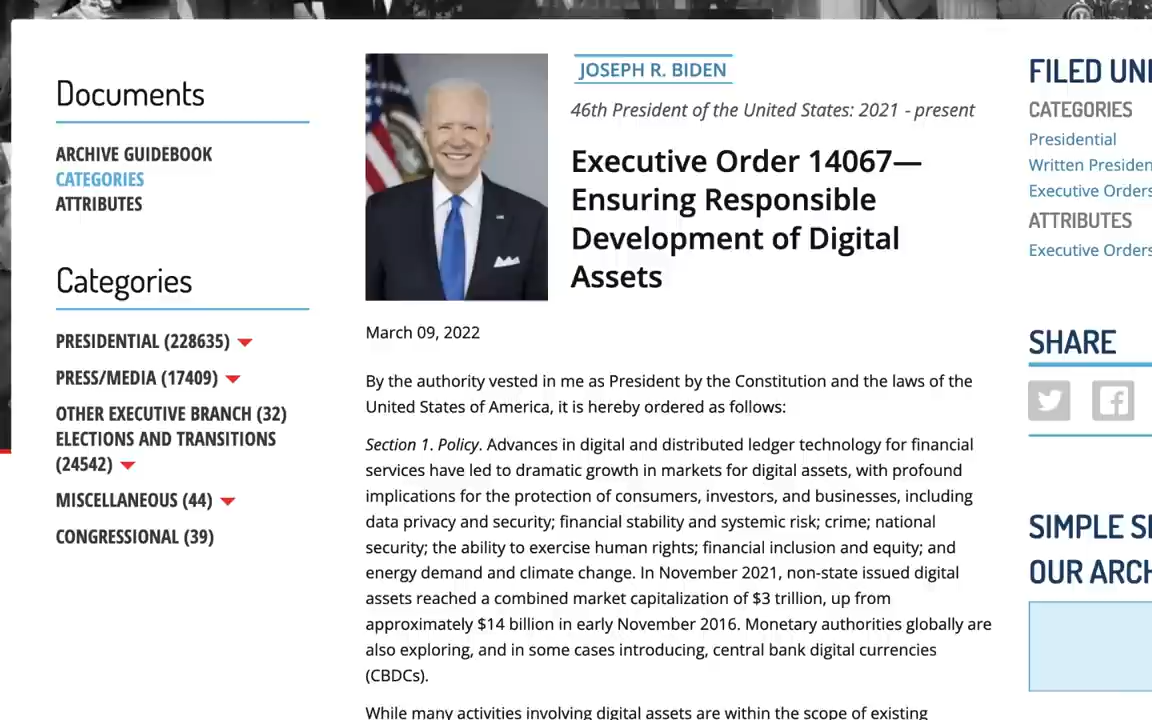 Documents
ARCHIVE GUIDEBOOK
CATEGORIES
ATTRIBUTES
Categories
PRESIDENTIAL (228635)
PRESS/MEDIA (17409)
OTHER EXECUTIVE BRANCH (32)
ELECTIONS AND TRANSITIONS
(24542)
MISCELLANEOUS (44)
CONGRESSIONAL (39)
JOSEPH R. BIDEN
46th President of the United States: 2021 - present
Executive Order 14067—
Ensuring Responsible
Development of Digital
Assets
March 09, 2022
By the authority vested in me as President by the Constitution and the laws of the
United States of America, it is hereby ordered as follows:
Section 1. Policy. Advances in digital and distributed ledger technology for financial
services have led to dramatic growth in markets for digital assets, with profound
implications for the protection of consumers, investors, and businesses, including
data privacy and security; financial stability and systemic risk; crime; national
security; the ability to exercise human rights; financial inclusion and equity; and
energy demand and climate change. In November 2021, non-state issued digital
assets reached a combined market capitalization of $3 trillion, up from
approximately $14 billion in early November 2016. Monetary authorities globally are
also exploring, and in some cases introducing, central bank digital currencies
(CBDCs).
While many activities involving digital assets are within the scope of existing
FILED UN
CATEGORIES
Presidential
Written Presiden
Executive Orders
ATTRIBUTES
Executive Orders
SHARE
SIMPLE S
OUR ARCH